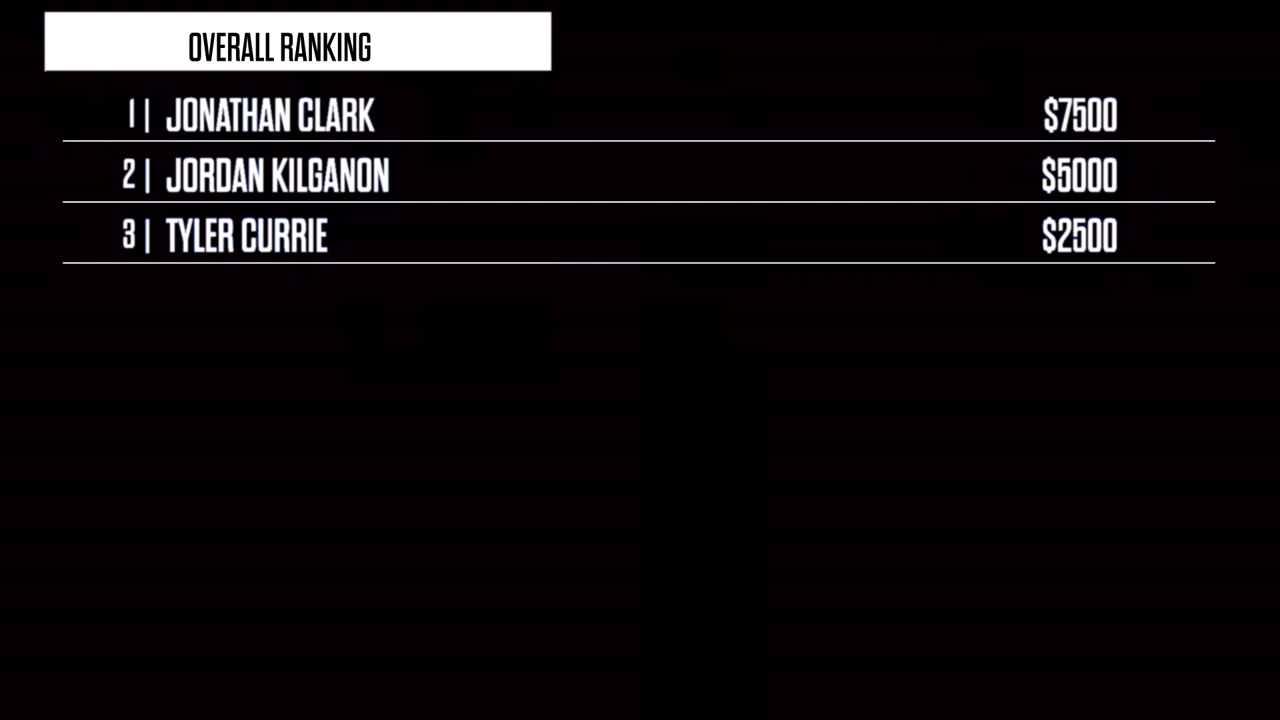 OVERALL RANKING
1 | JONATHAN CLARK $7500
2 | JORDAN KILGANON $5000
3 | TYLER CURRIE $2500